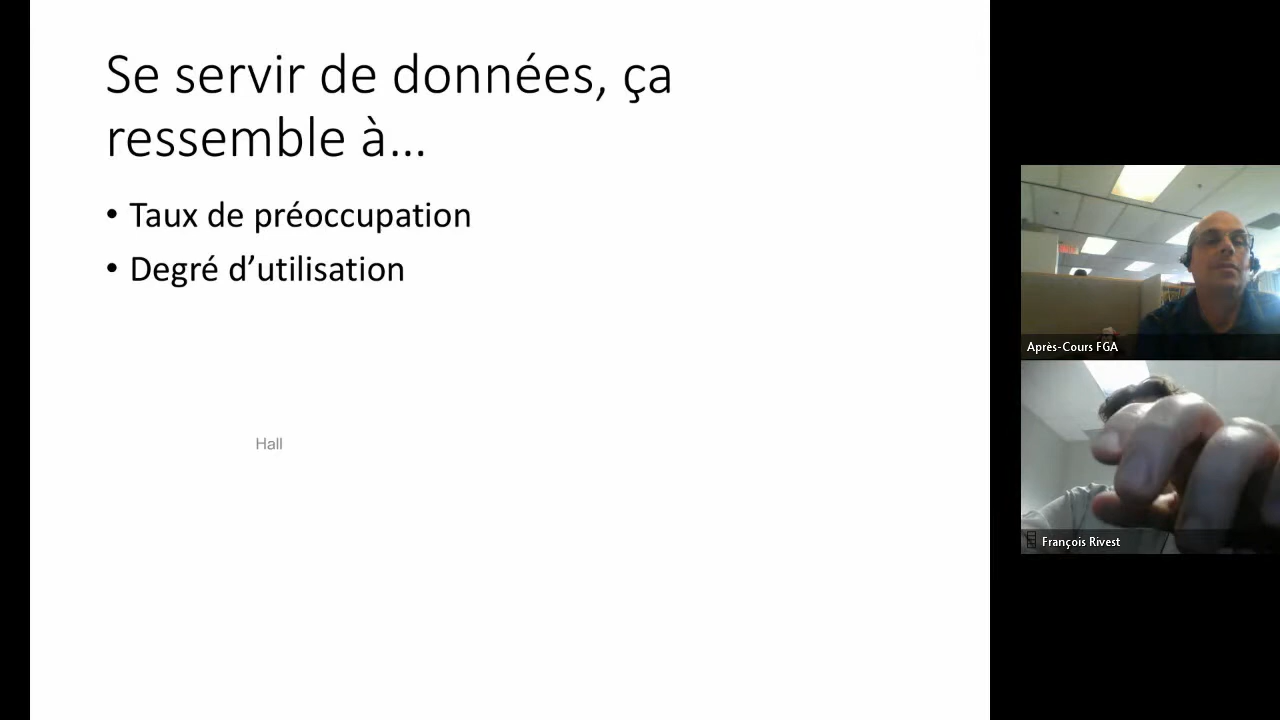 Se servir de données, ça
ressemble à...
• Taux de préoccupation
• Degré d’utilisation
Hall
Après-Cours FGA
François Rivest